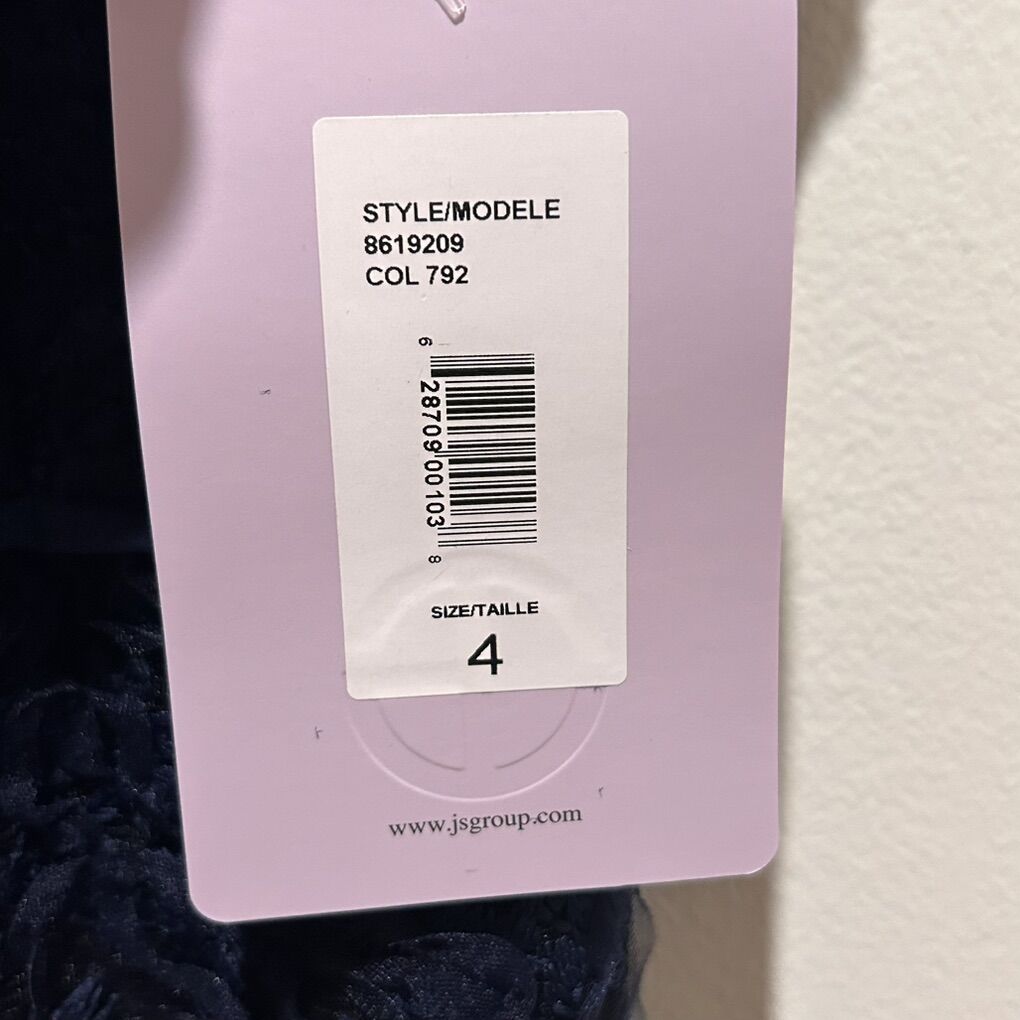 STYLE/MODELE
8619209
COL 792
6 28709 00103 8
SIZE/TAILLE
4
www.jsgroup.com